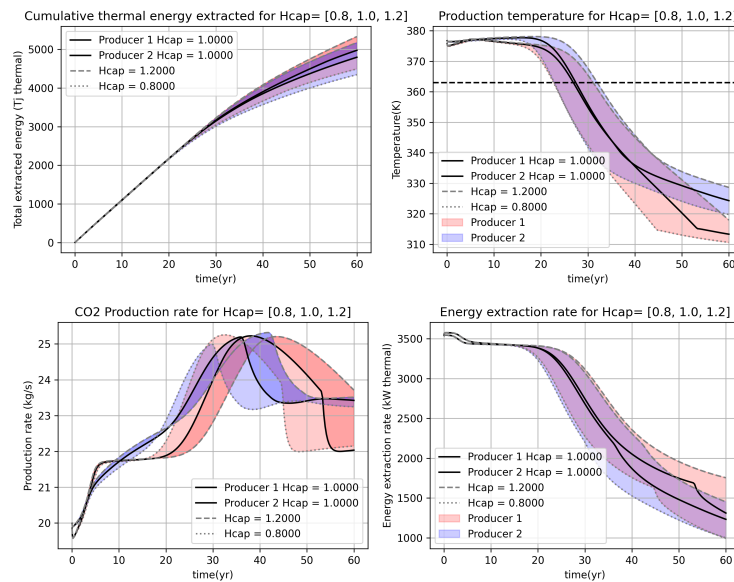 Cumulative thermal energy extracted for Hcap= [0.8, 1.0, 1.2]
Total extracted energy (Tj thermal)
5000
4000
3000
2000
1000
0
Producer 1 Hcap = 1.0000
Producer 2 Hcap = 1.0000
Hcap = 1.2000
Hcap = 0.8000
0 10 20 30 40 50 60
time(yr)
Production temperature for Hcap= [0.8, 1.0, 1.2]
Temperature(K)
380
370
360
350
340
330
320
310
Producer 1 Hcap = 1.0000
Producer 2 Hcap = 1.0000
Hcap = 1.2000
Hcap = 0.8000
Producer 1
Producer 2
0 10 20 30 40 50 60
time(yr)
CO2 Production rate for Hcap= [0.8, 1.0, 1.2]
Production rate (kg/s)
25
24
23
22
21
20
Producer 1 Hcap = 1.0000
Producer 2 Hcap = 1.0000
Hcap = 1.2000
Hcap = 0.8000
0 10 20 30 40 50 60
time(yr)
Energy extraction rate for Hcap= [0.8, 1.0, 1.2]
Energy extraction rate (kW thermal)
3500
3000
2500
2000
1500
1000
Producer 1 Hcap = 1.0000
Producer 2 Hcap = 1.0000
Hcap = 1.2000
Hcap = 0.8000
Producer 1
Producer 2
0 10 20 30 40 50 60
time(yr)